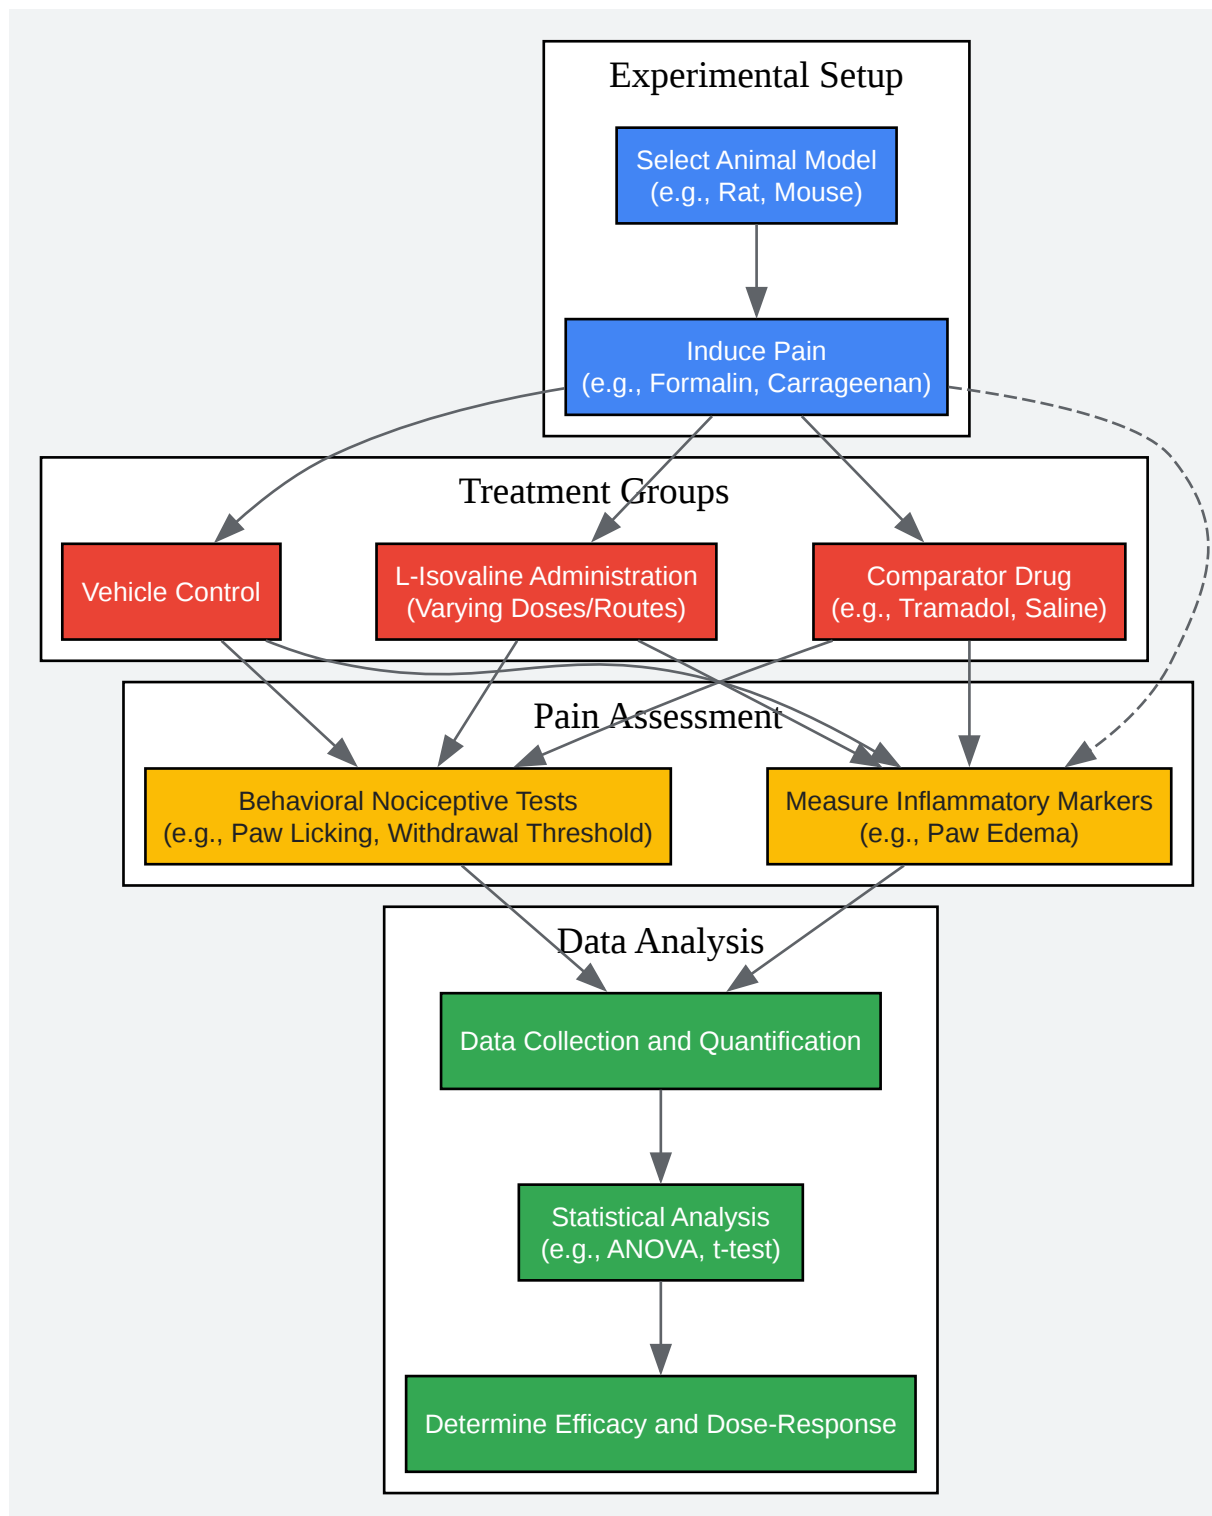 Experimental Setup
Select Animal Model
(e.g., Rat, Mouse)
Induce Pain
(e.g., Formalin, Carrageenan)
Treatment Groups
Vehicle Control
L-Isovaline Administration
(Varying Doses/Routes)
Comparator Drug
(e.g., Tramadol, Saline)
Pain Assessment
Behavioral Nociceptive Tests
(e.g., Paw Licking, Withdrawal Threshold)
Measure Inflammatory Markers
(e.g., Paw Edema)
Data Analysis
Data Collection and Quantification
Statistical Analysis
(e.g., ANOVA, t-test)
Determine Efficacy and Dose-Response